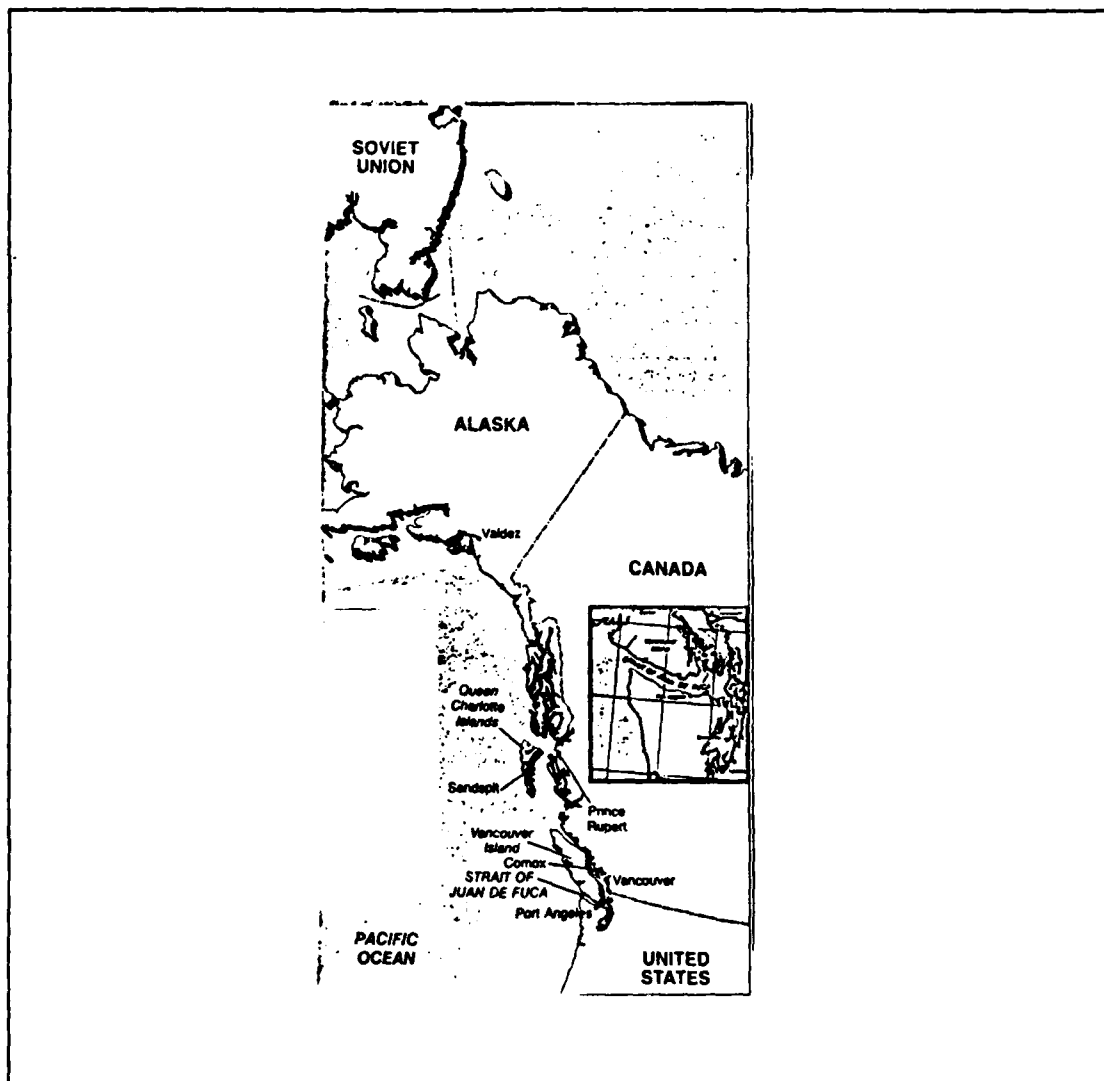 SOVIET
UNION
ALASKA
Valdez
CANADA
Queen
Charlotte
Islands
Sandspit
Prince
Rupert
Vancouver
Island
Comox
STRAIT OF
JUAN DE FUCA
Vancouver
Port Angeles
PACIFIC
OCEAN
UNITED
STATES